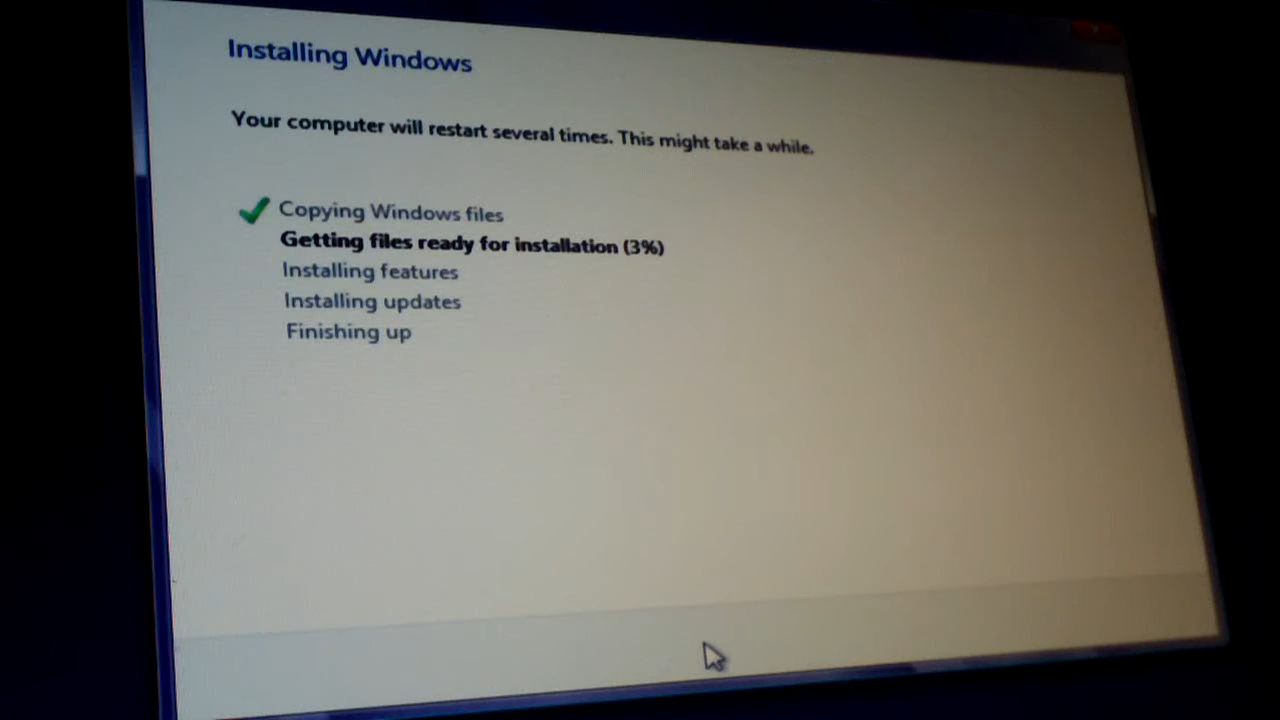 Installing Windows
Your computer will restart several times. This might take a while.
Copying Windows files
Getting files ready for installation (3%)
Installing features
Installing updates
Finishing up